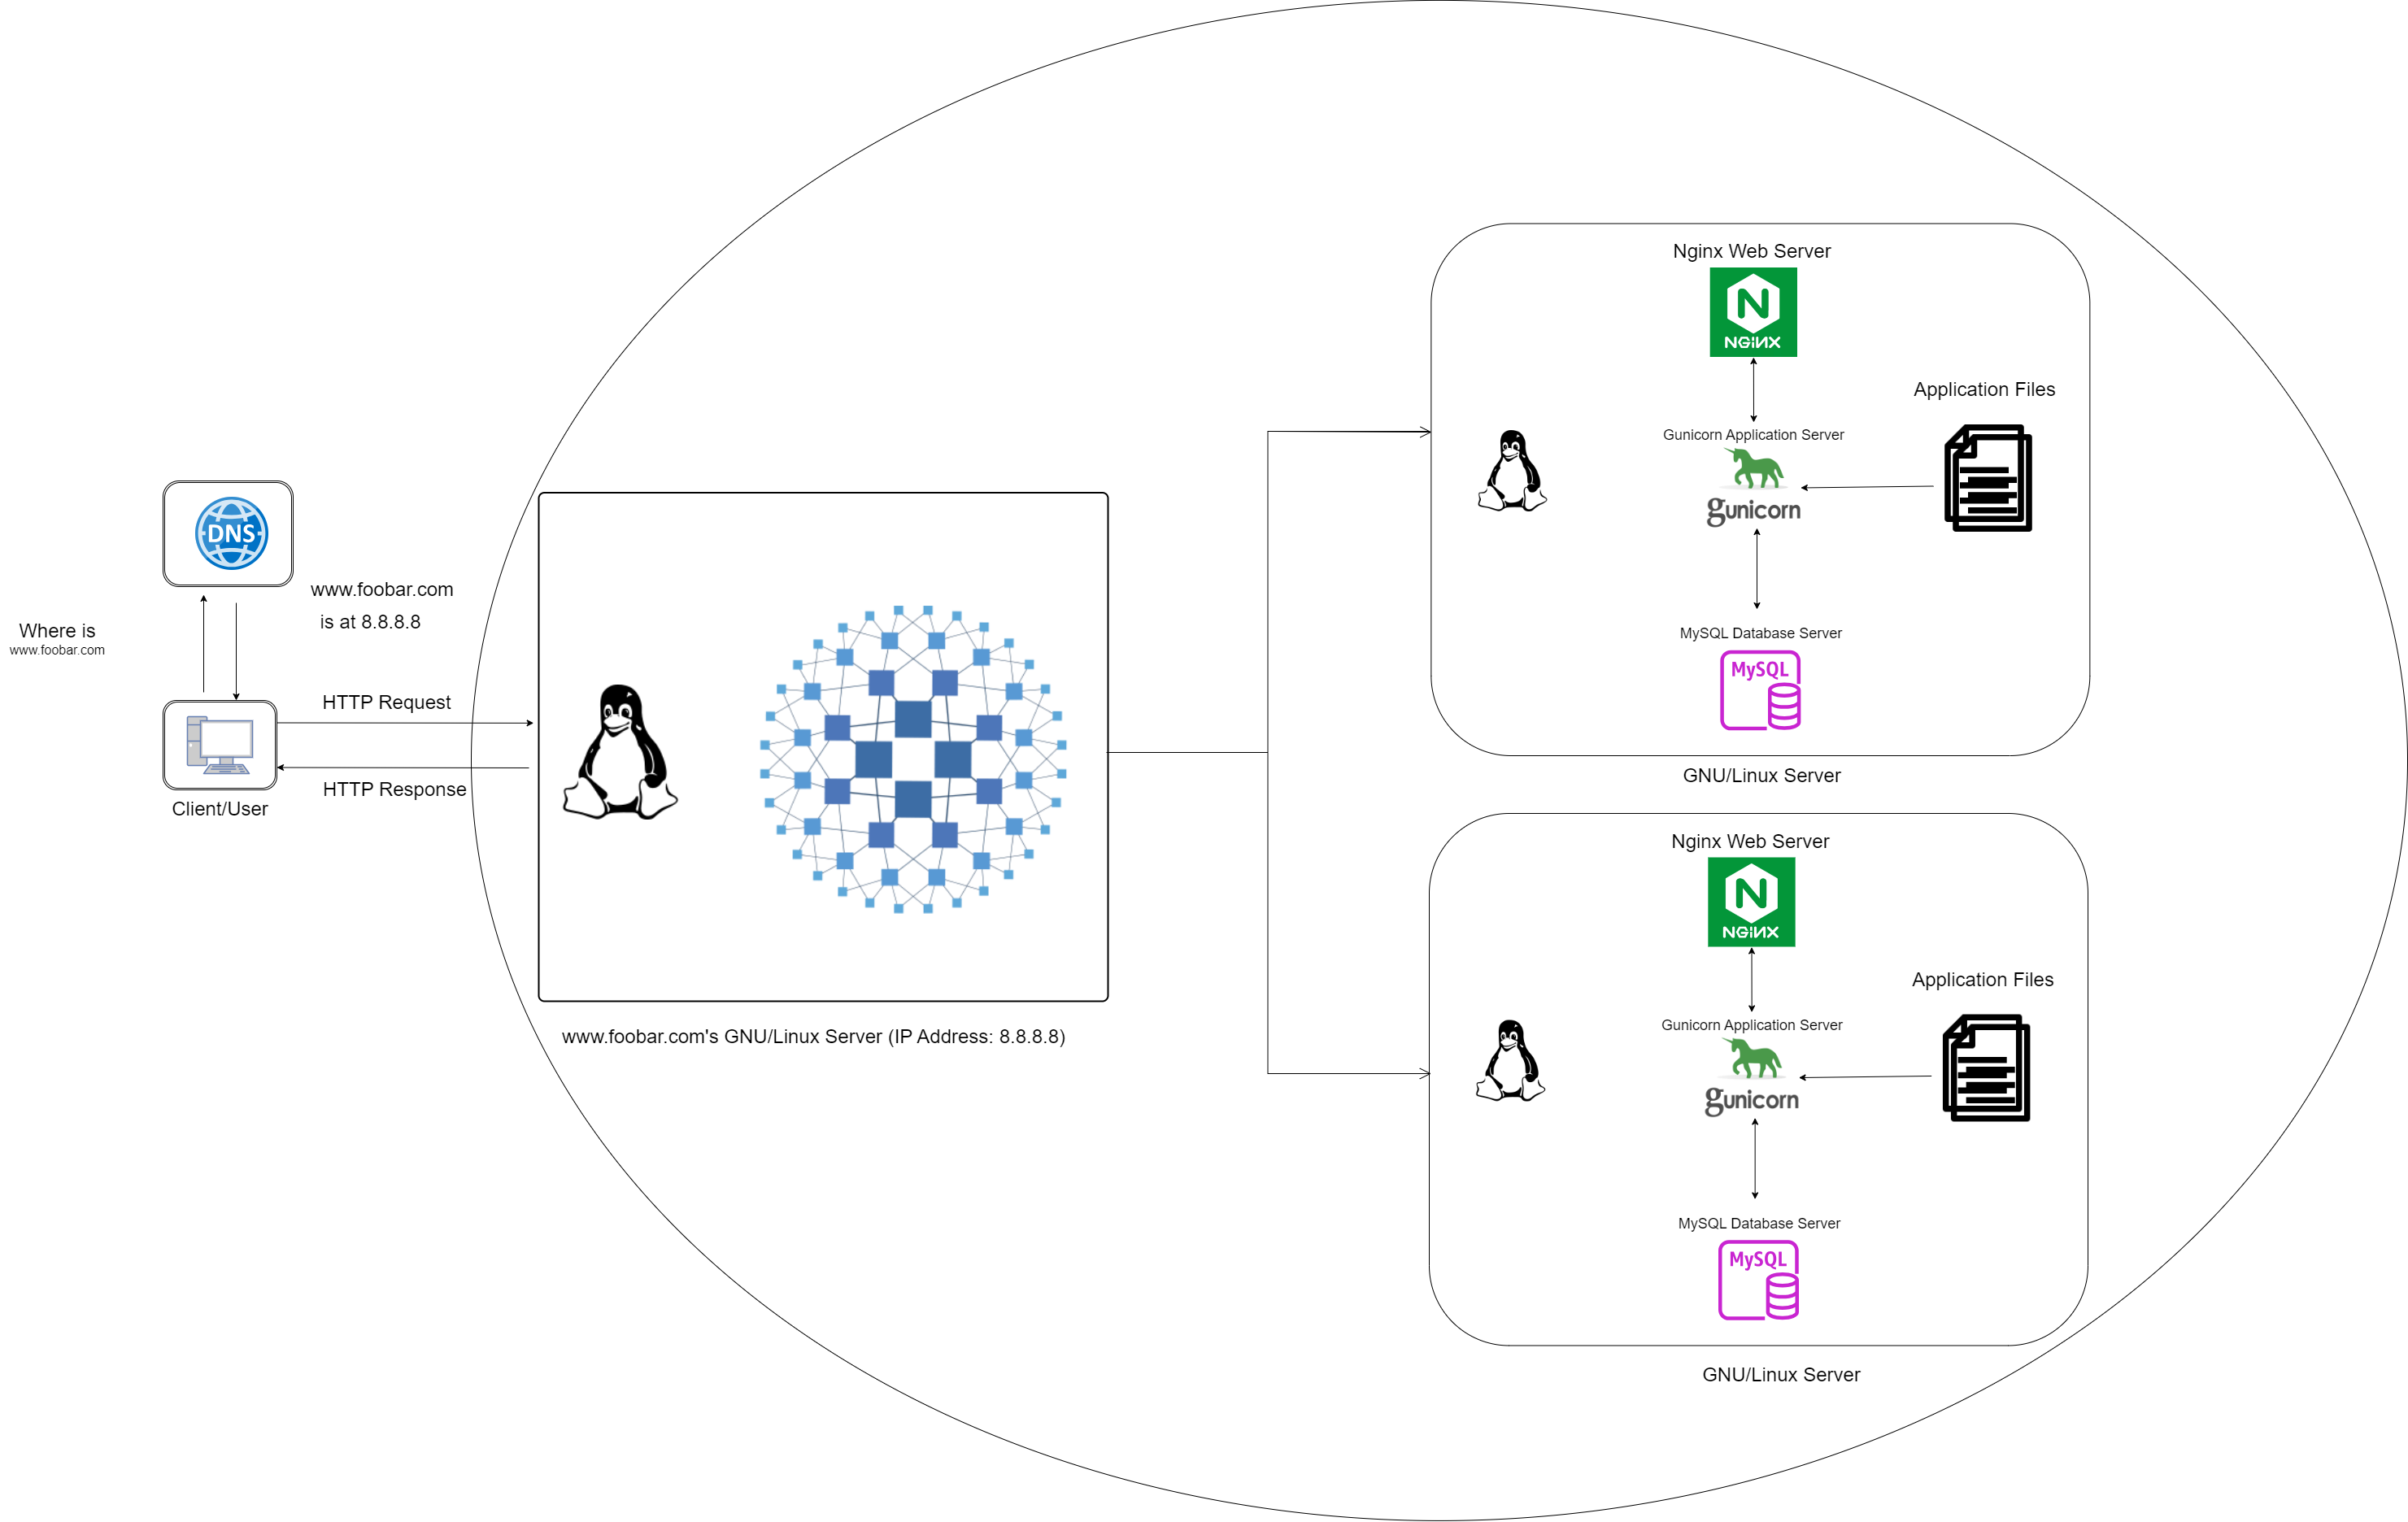 DNS
www.foobar.com
is at 8.8.8.8
Where is
www.foobar.com
HTTP Request
HTTP Response
Client/User
www.foobar.com's GNU/Linux Server (IP Address: 8.8.8.8)
Nginx Web Server
NGiNX
Application Files
Gunicorn Application Server
gunicorn
MySQL Database Server
MySQL
GNU/Linux Server
Nginx Web Server
NGiNX
Application Files
Gunicorn Application Server
gunicorn
MySQL Database Server
MySQL
GNU/Linux Server